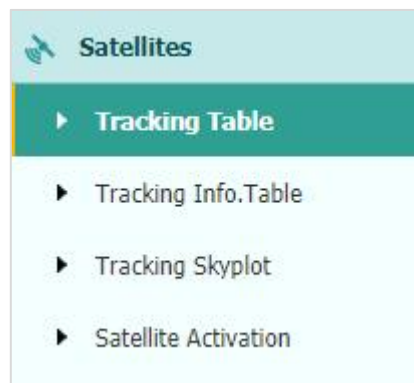 Satellites
Tracking Table
Tracking Info.Table
Tracking Skyplot
Satellite Activation